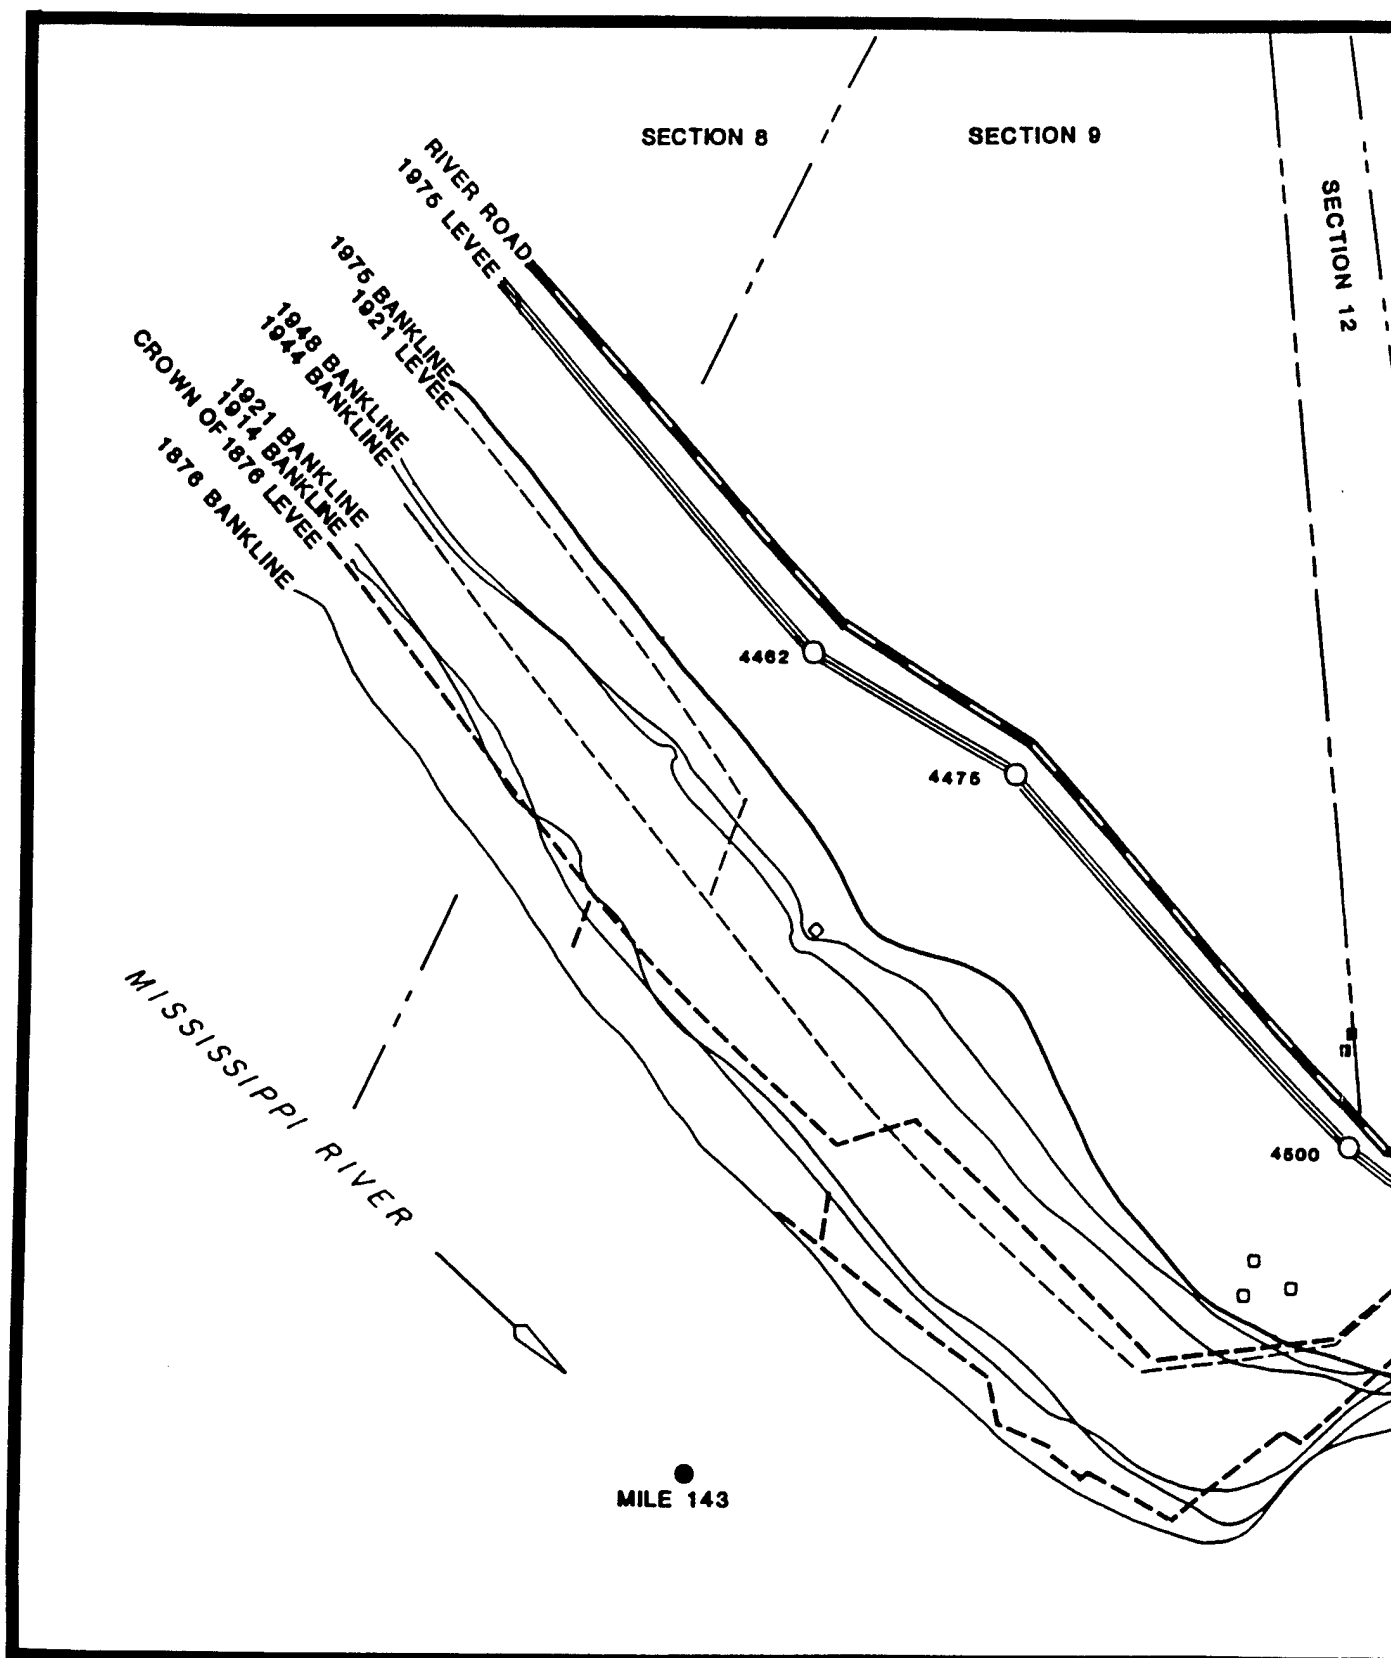 SECTION 8
SECTION 9
SECTION 12
RIVER ROAD
1975 LEVEE
1975 BANKLINE
1921 LEVEE
1948 BANKLINE
1944 BANKLINE
1921 BANKLINE
1914 BANKLINE
CROWN OF 1876 LEVEE
1876 BANKLINE
4462
4475
4500
MISSISSIPPI RIVER
MILE 143